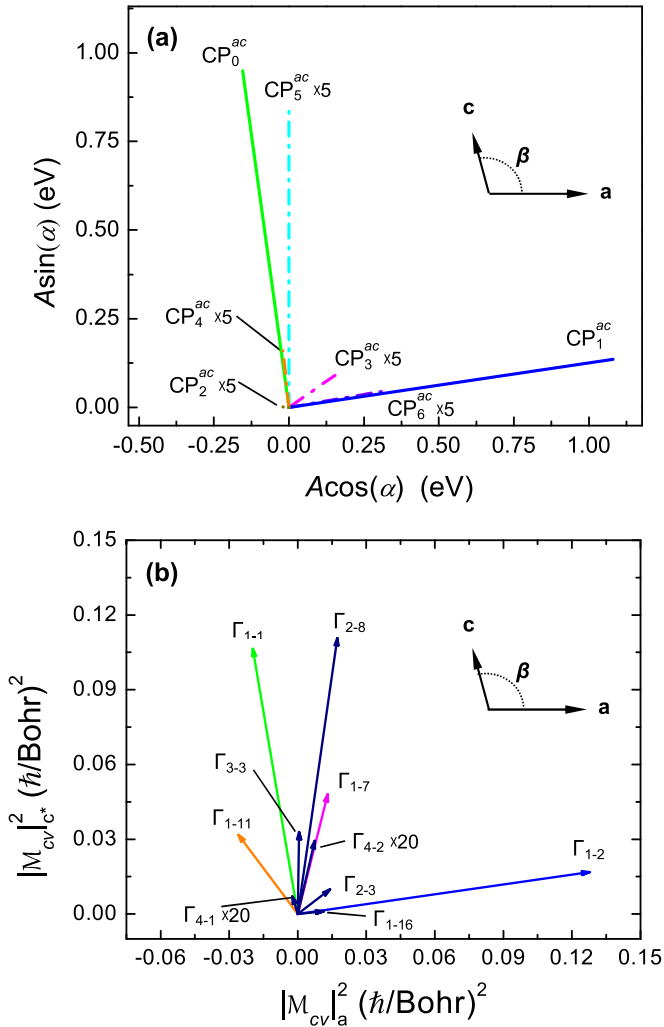 (a)
CP₀ᵃᶜ
CP₅ᵃᶜ x5
CP₄ᵃᶜ x5
CP₂ᵃᶜ x5
CP₃ᵃᶜ x5
CP₁ᵃᶜ
CP₆ᵃᶜ x5
c
β
a
1.00
0.75
0.50
0.25
0.00
Asin(α) (eV)
-0.50 -0.25 0.00 0.25 0.50 0.75 1.00
Acos(α) (eV)
(b)
Γ₁₋₁
Γ₂₋₈
Γ₃₋₃
Γ₁₋₇
Γ₁₋₁₁
Γ₄₋₂ x20
Γ₁₋₂
Γ₂₋₃
Γ₄₋₁ x20
Γ₁₋₁₆
c
β
a
0.15
0.12
0.09
0.06
0.03
0.00
|M_cv|²_c* (ħ/Bohr)²
-0.06 -0.03 0.00 0.03 0.06 0.09 0.12 0.15
|M_cv|²_a (ħ/Bohr)²